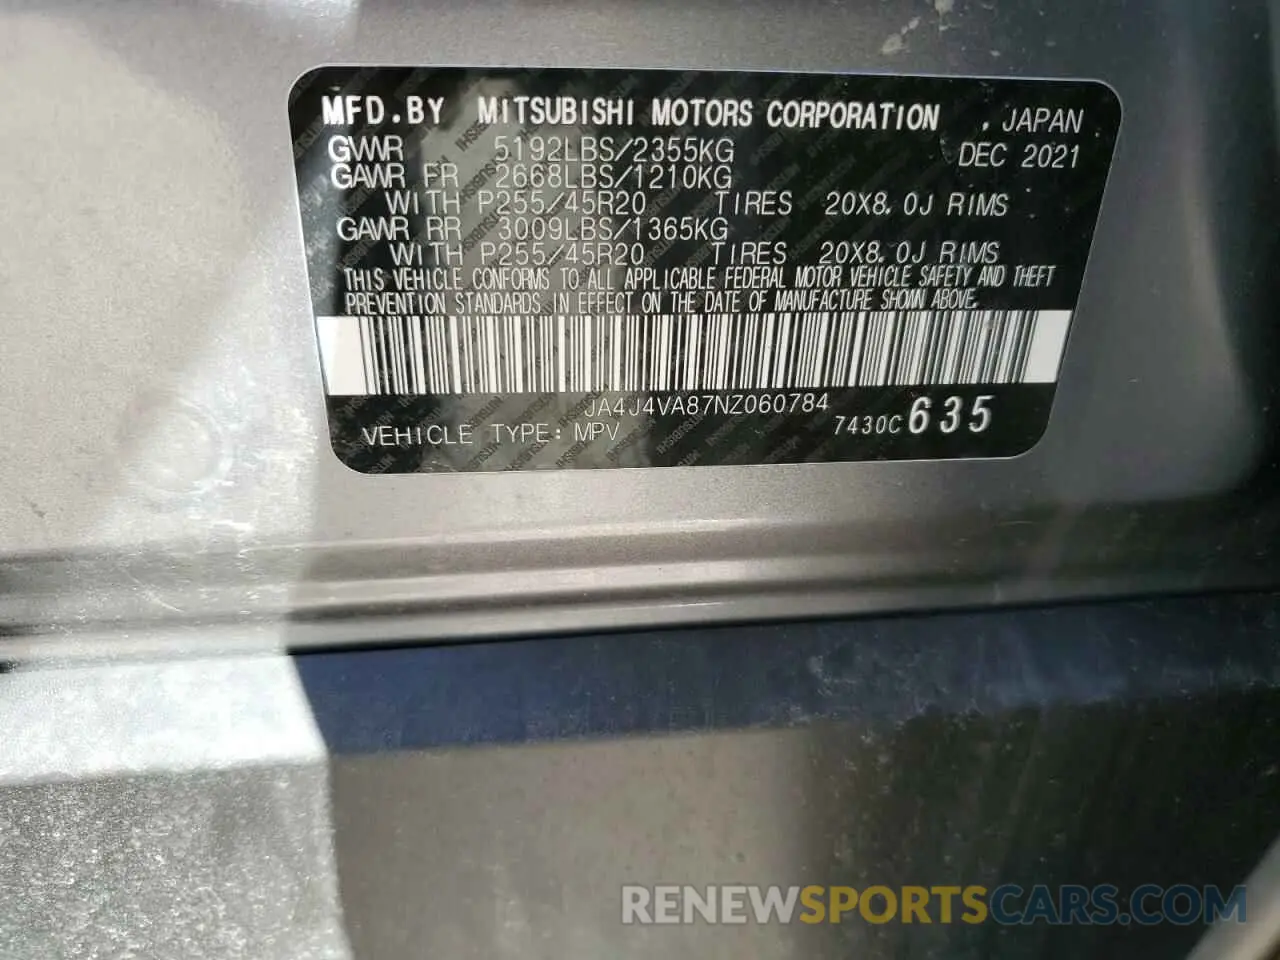 MFD.BY MITSUBISHI MOTORS CORPORATION , JAPAN
GVWR 5192LBS/2355KG DEC 2021
GAWR FR 2668LBS/1210KG
WITH P255/45R20 TIRES 20X8.0J RIMS
GAWR RR 3009LBS/1365KG
WITH P255/45R20 TIRES 20X8.0J RIMS
THIS VEHICLE CONFORMS TO ALL APPLICABLE FEDERAL MOTOR VEHICLE SAFETY AND THEFT
PREVENTION STANDARDS IN EFFECT ON THE DATE OF MANUFACTURE SHOWN ABOVE.
JA4J4VA87NZ060784
VEHICLE TYPE: MPV 7430C 635
RENEWSPORTSCARS.COM